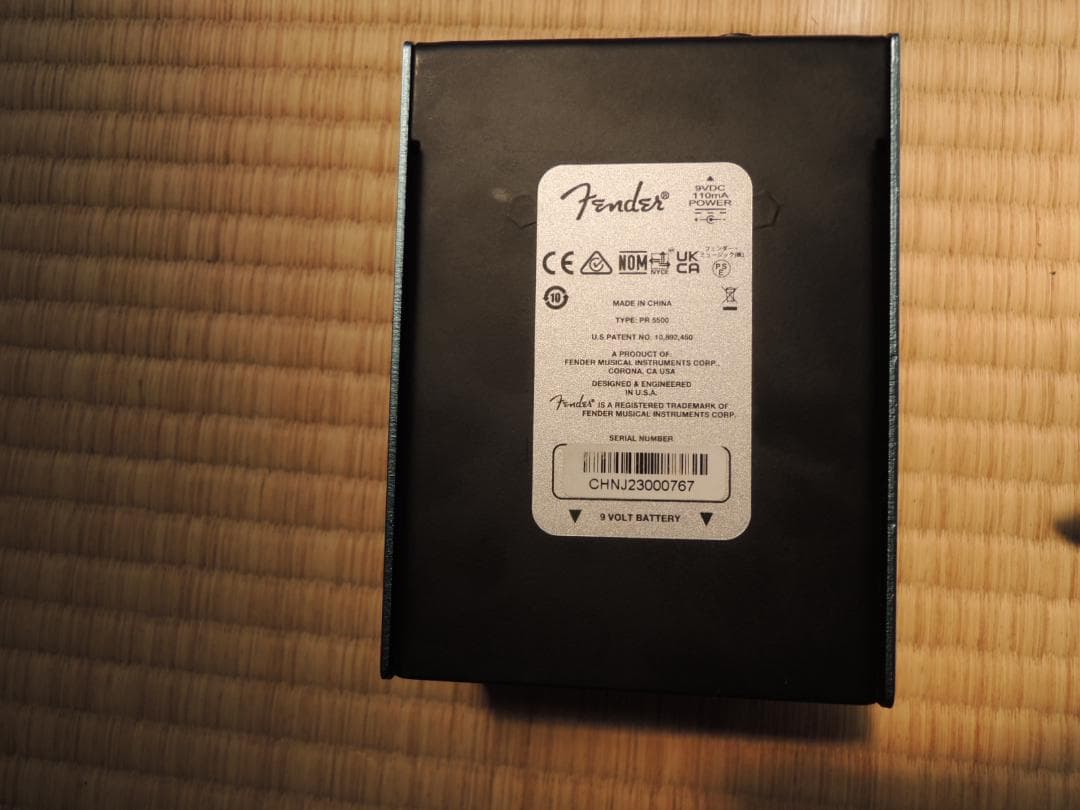 Fender®
9VDC
110mA
POWER
CE
NOM
NYCE
UK
CA
フェンダー
ミュージック(株)
PS
E
10
MADE IN CHINA
TYPE: PR 5500
U.S PATENT NO. 10,892,450
A PRODUCT OF:
FENDER MUSICAL INSTRUMENTS CORP.,
CORONA, CA USA
DESIGNED & ENGINEERED
IN U.S.A.
Fender® IS A REGISTERED TRADEMARK OF
FENDER MUSICAL INSTRUMENTS CORP.
SERIAL NUMBER
CHNJ23000767
9 VOLT BATTERY